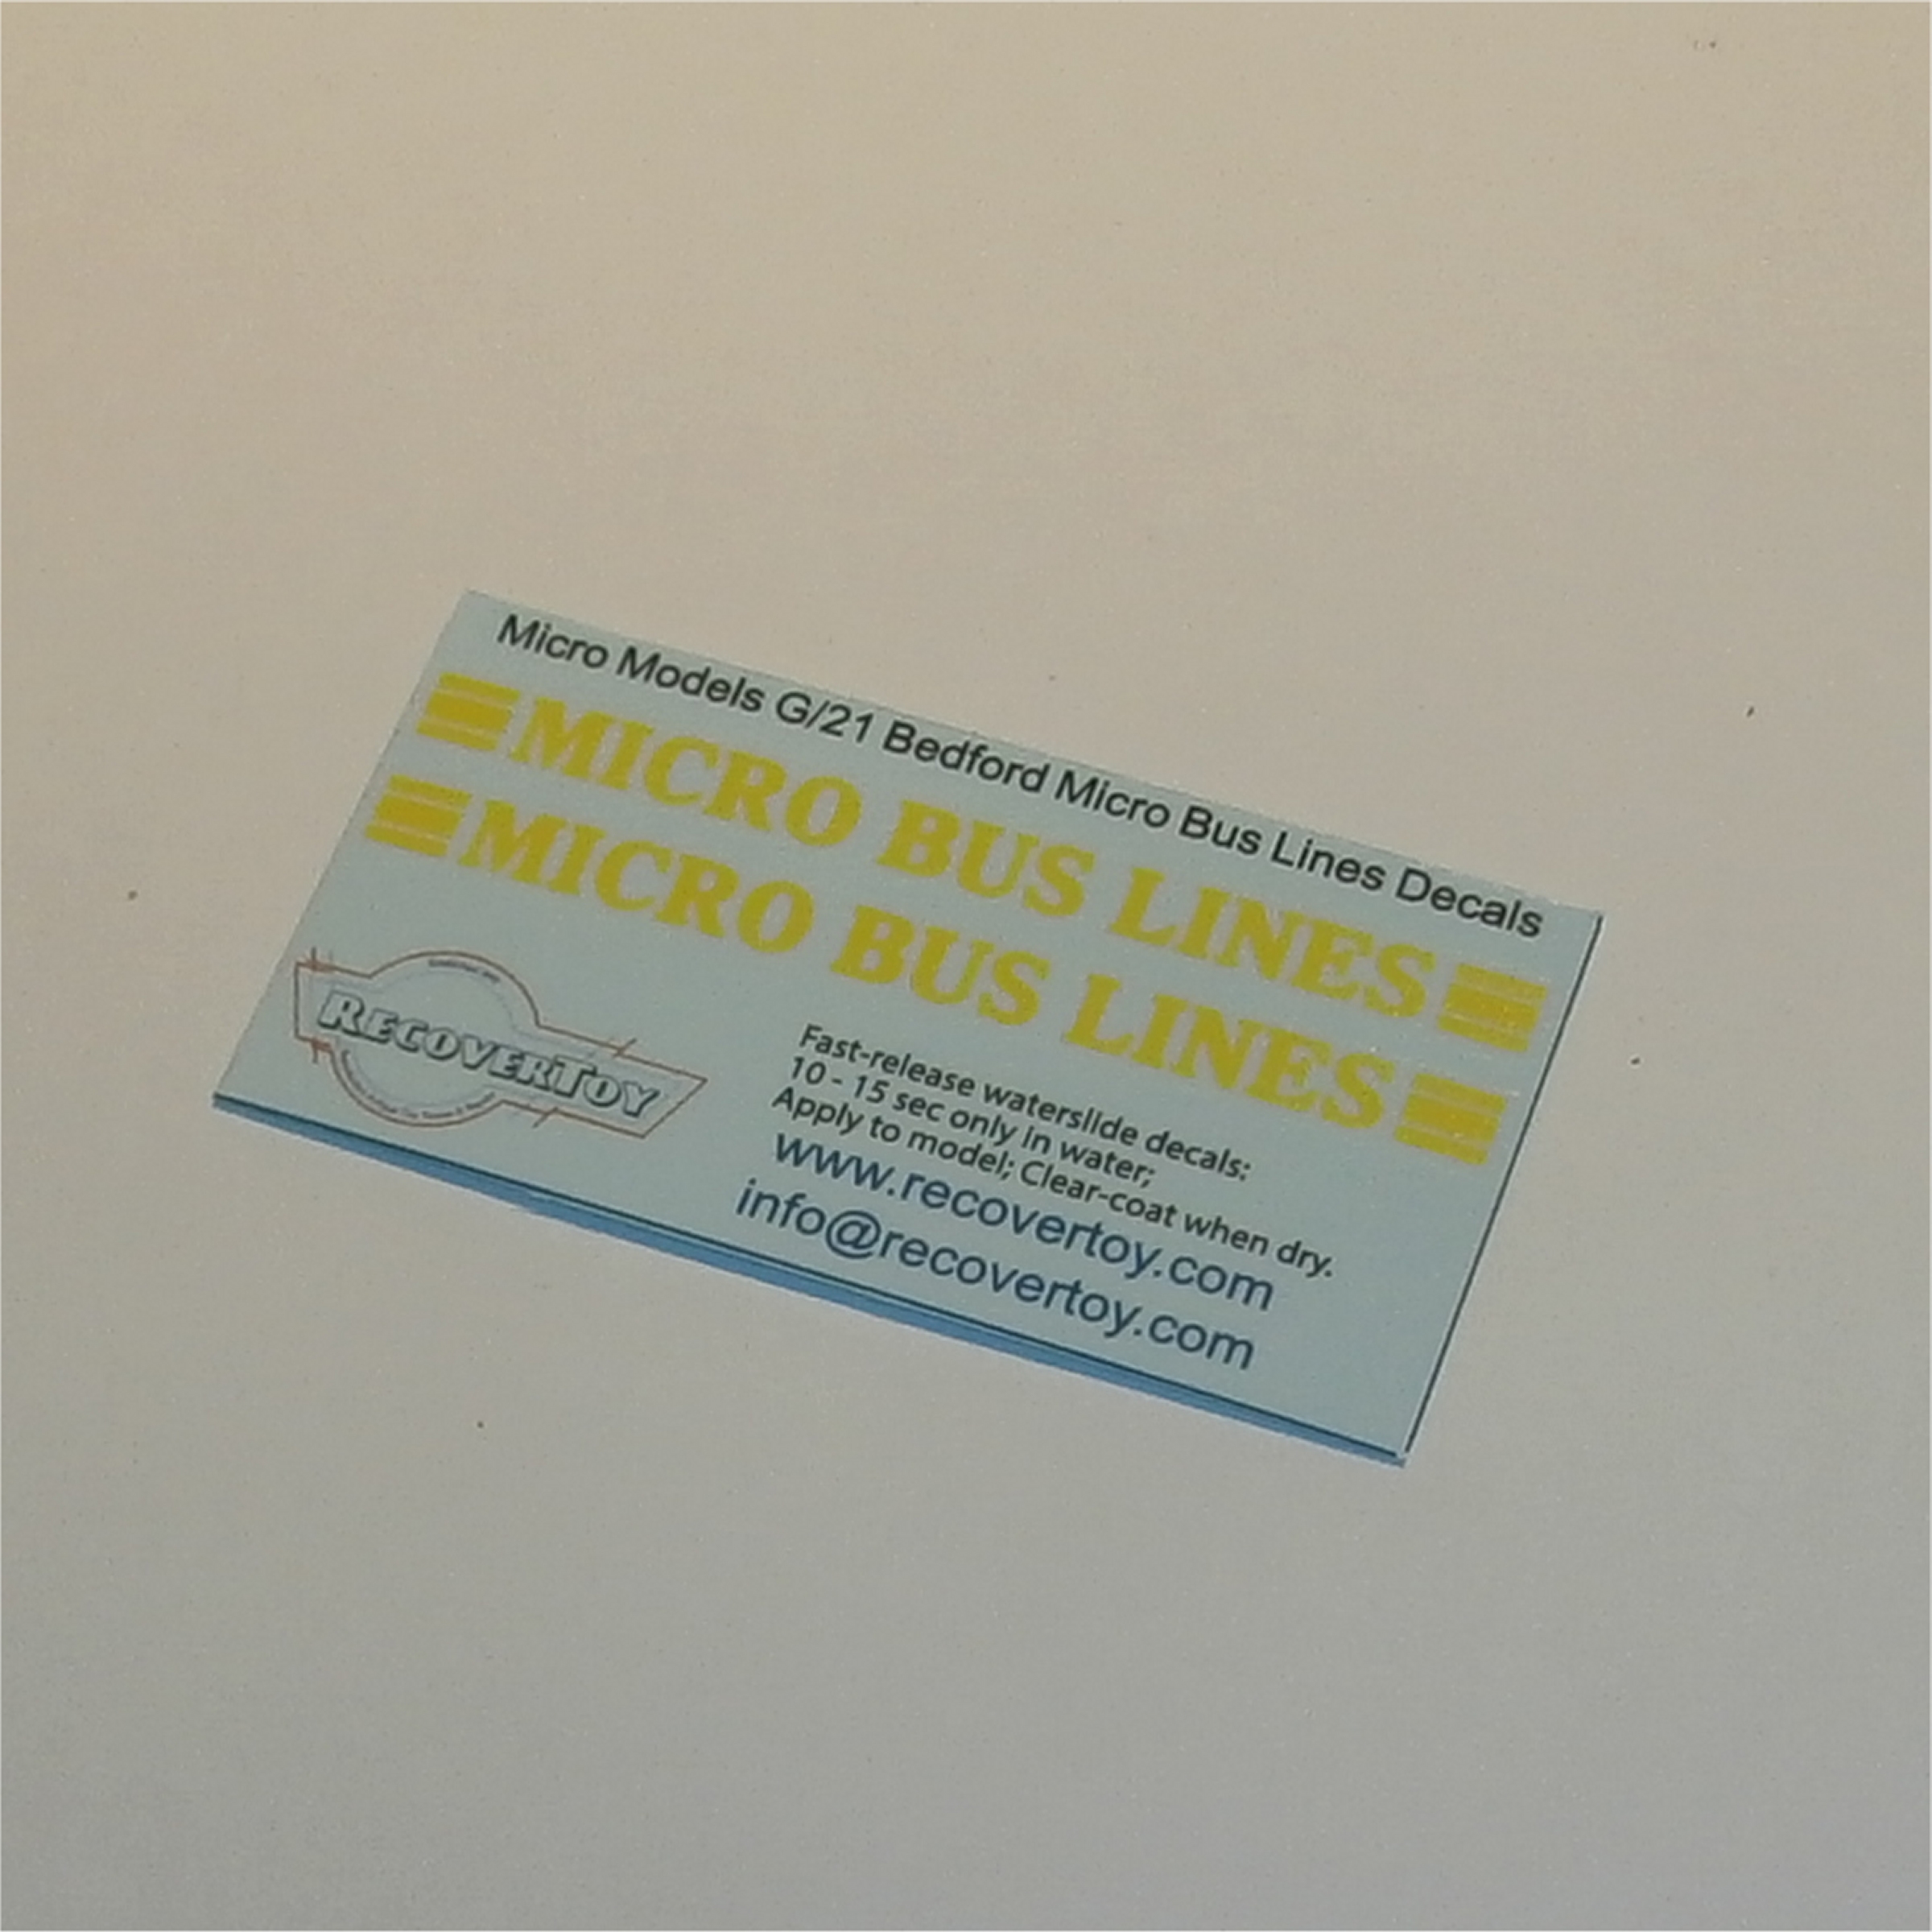 Micro Models G/21 Bedford Micro Bus Lines Decals
MICRO BUS LINES
MICRO BUS LINES
RECOVERTOY
Fast-release waterslide decals:
10 - 15 sec only in water;
Apply to model; Clear-coat when dry.
www.recovertoy.com
info@recovertoy.com